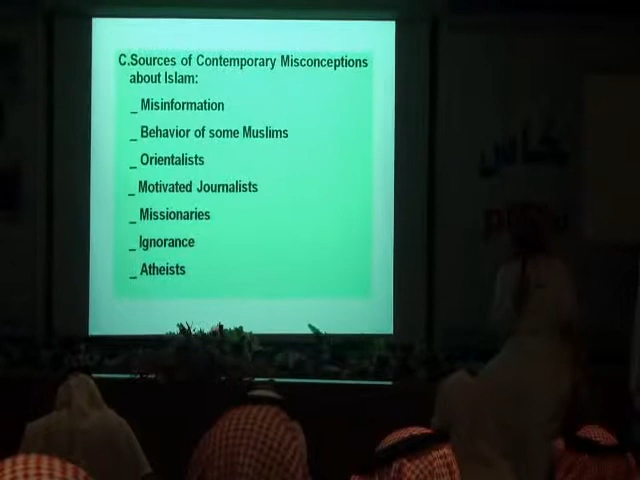 C.Sources of Contemporary Misconceptions
about Islam:
_ Misinformation
_ Behavior of some Muslims
_ Orientalists
_ Motivated Journalists
_ Missionaries
_ Ignorance
_ Atheists